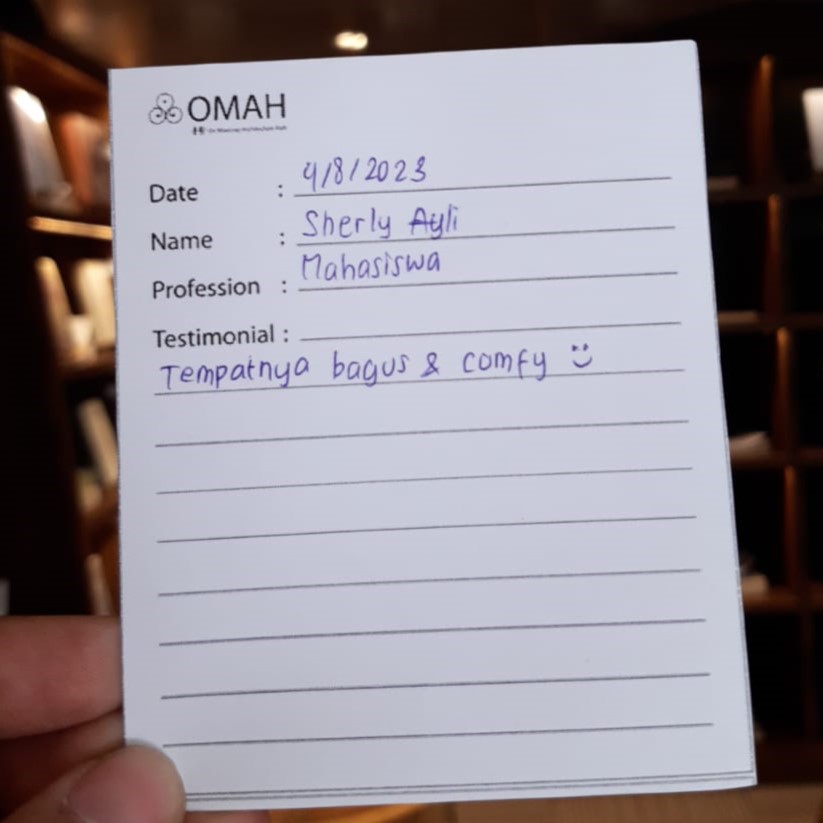 OMAH
Date : 4/8/2023
Name : Sherly Ayli
Profession : Mahasiswa
Testimonial :
Tempatnya bagus & comfy